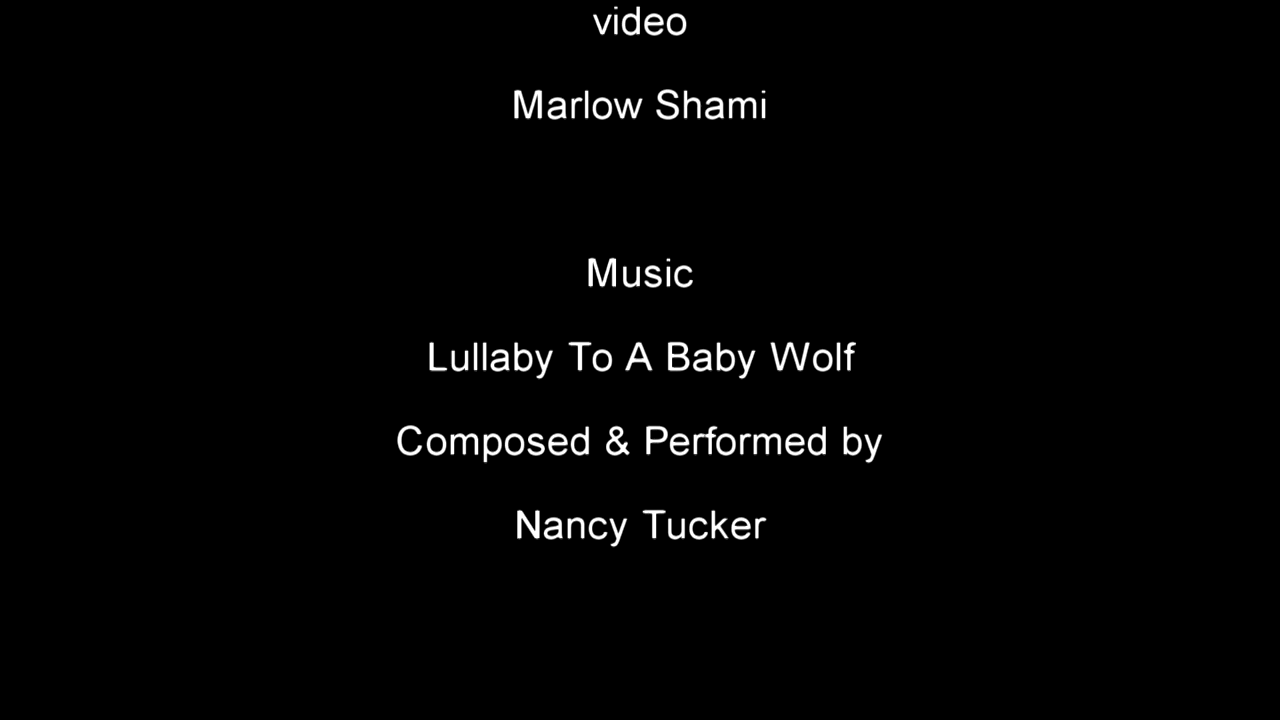 video
Marlow Shami
Music
Lullaby To A Baby Wolf
Composed & Performed by
Nancy Tucker